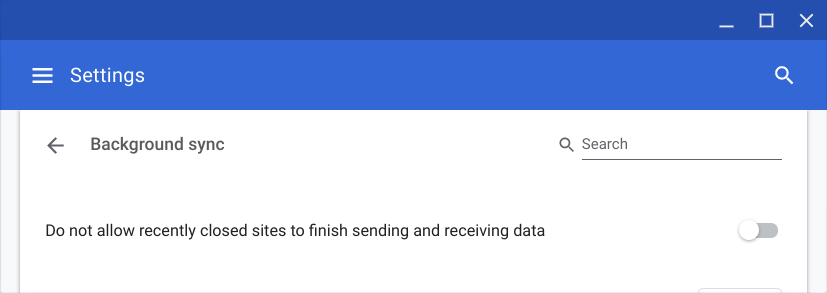 Settings
Background sync
Search
Do not allow recently closed sites to finish sending and receiving data